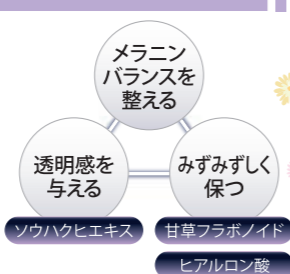 メラニン
バランスを
整える
透明感を
与える
みずみずしく
保つ
ソウハクヒエキス
甘草フラボノイド
ヒアルロン酸